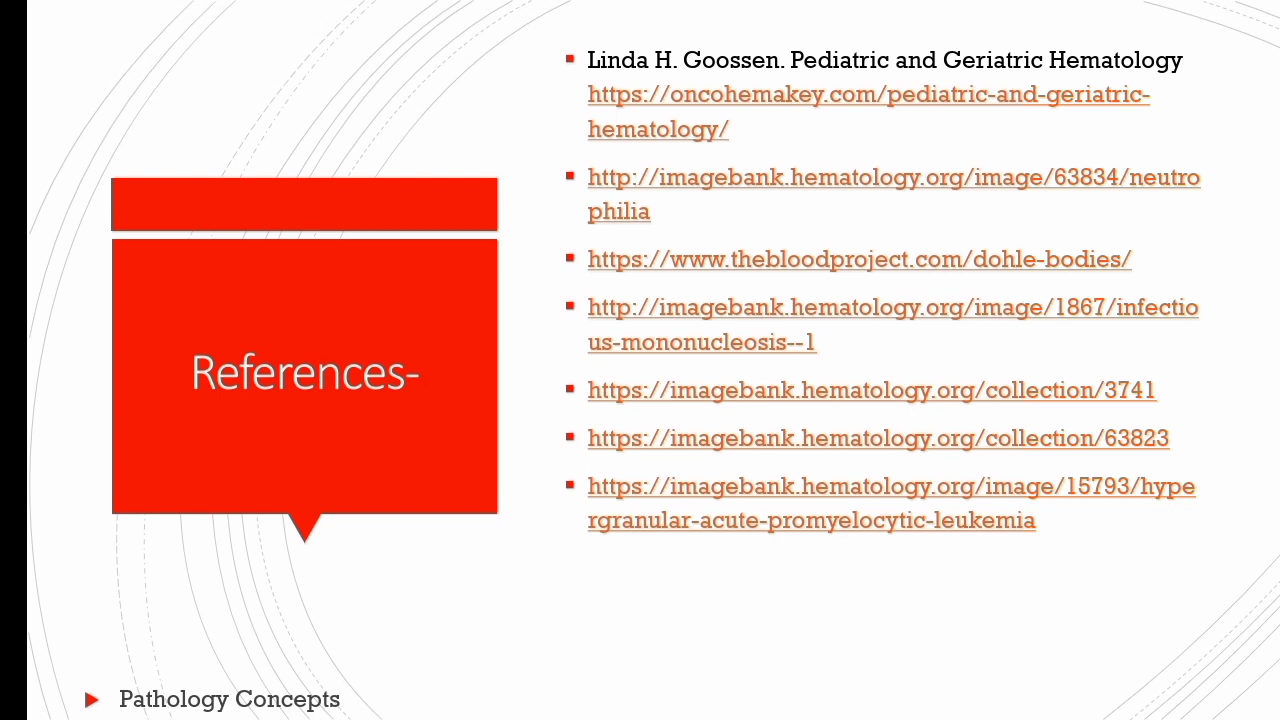 References-
Linda H. Goossen. Pediatric and Geriatric Hematology
https://oncohemakey.com/pediatric-and-geriatric-
hematology/
http://imagebank.hematology.org/image/63834/neutro
philia
https://www.thebloodproject.com/dohle-bodies/
http://imagebank.hematology.org/image/1867/infectio
us-mononucleosis--1
https://imagebank.hematology.org/collection/3741
https://imagebank.hematology.org/collection/63823
https://imagebank.hematology.org/image/15793/hype
rgranular-acute-promyelocytic-leukemia
Pathology Concepts